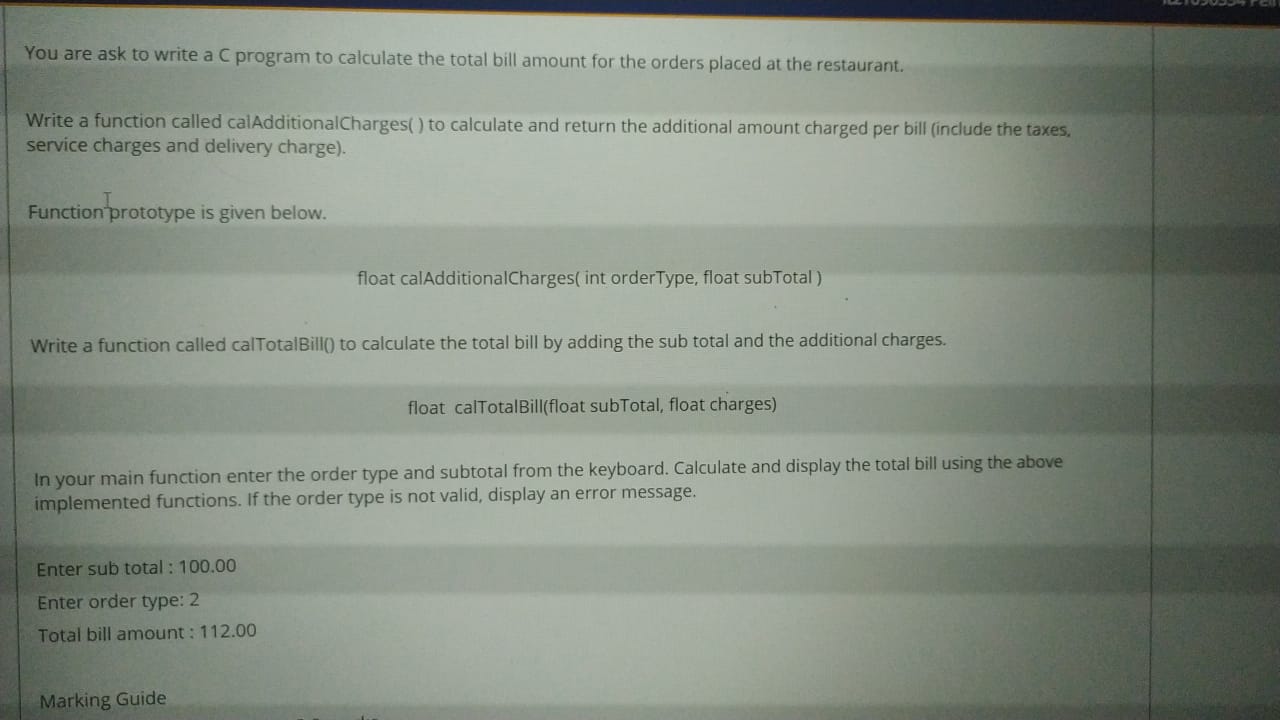 You are ask to write a C program to calculate the total bill amount for the orders placed at the restaurant.
Write a function called calAdditionalCharges( ) to calculate and return the additional amount charged per bill (include the taxes,
service charges and delivery charge).
Function prototype is given below.
float calAdditionalCharges( int orderType, float subTotal )
Write a function called calTotalBill() to calculate the total bill by adding the sub total and the additional charges.
float calTotalBill(float subTotal, float charges)
In your main function enter the order type and subtotal from the keyboard. Calculate and display the total bill using the above
implemented functions. If the order type is not valid, display an error message.
Enter sub total : 100.00
Enter order type: 2
Total bill amount : 112.00
Marking Guide